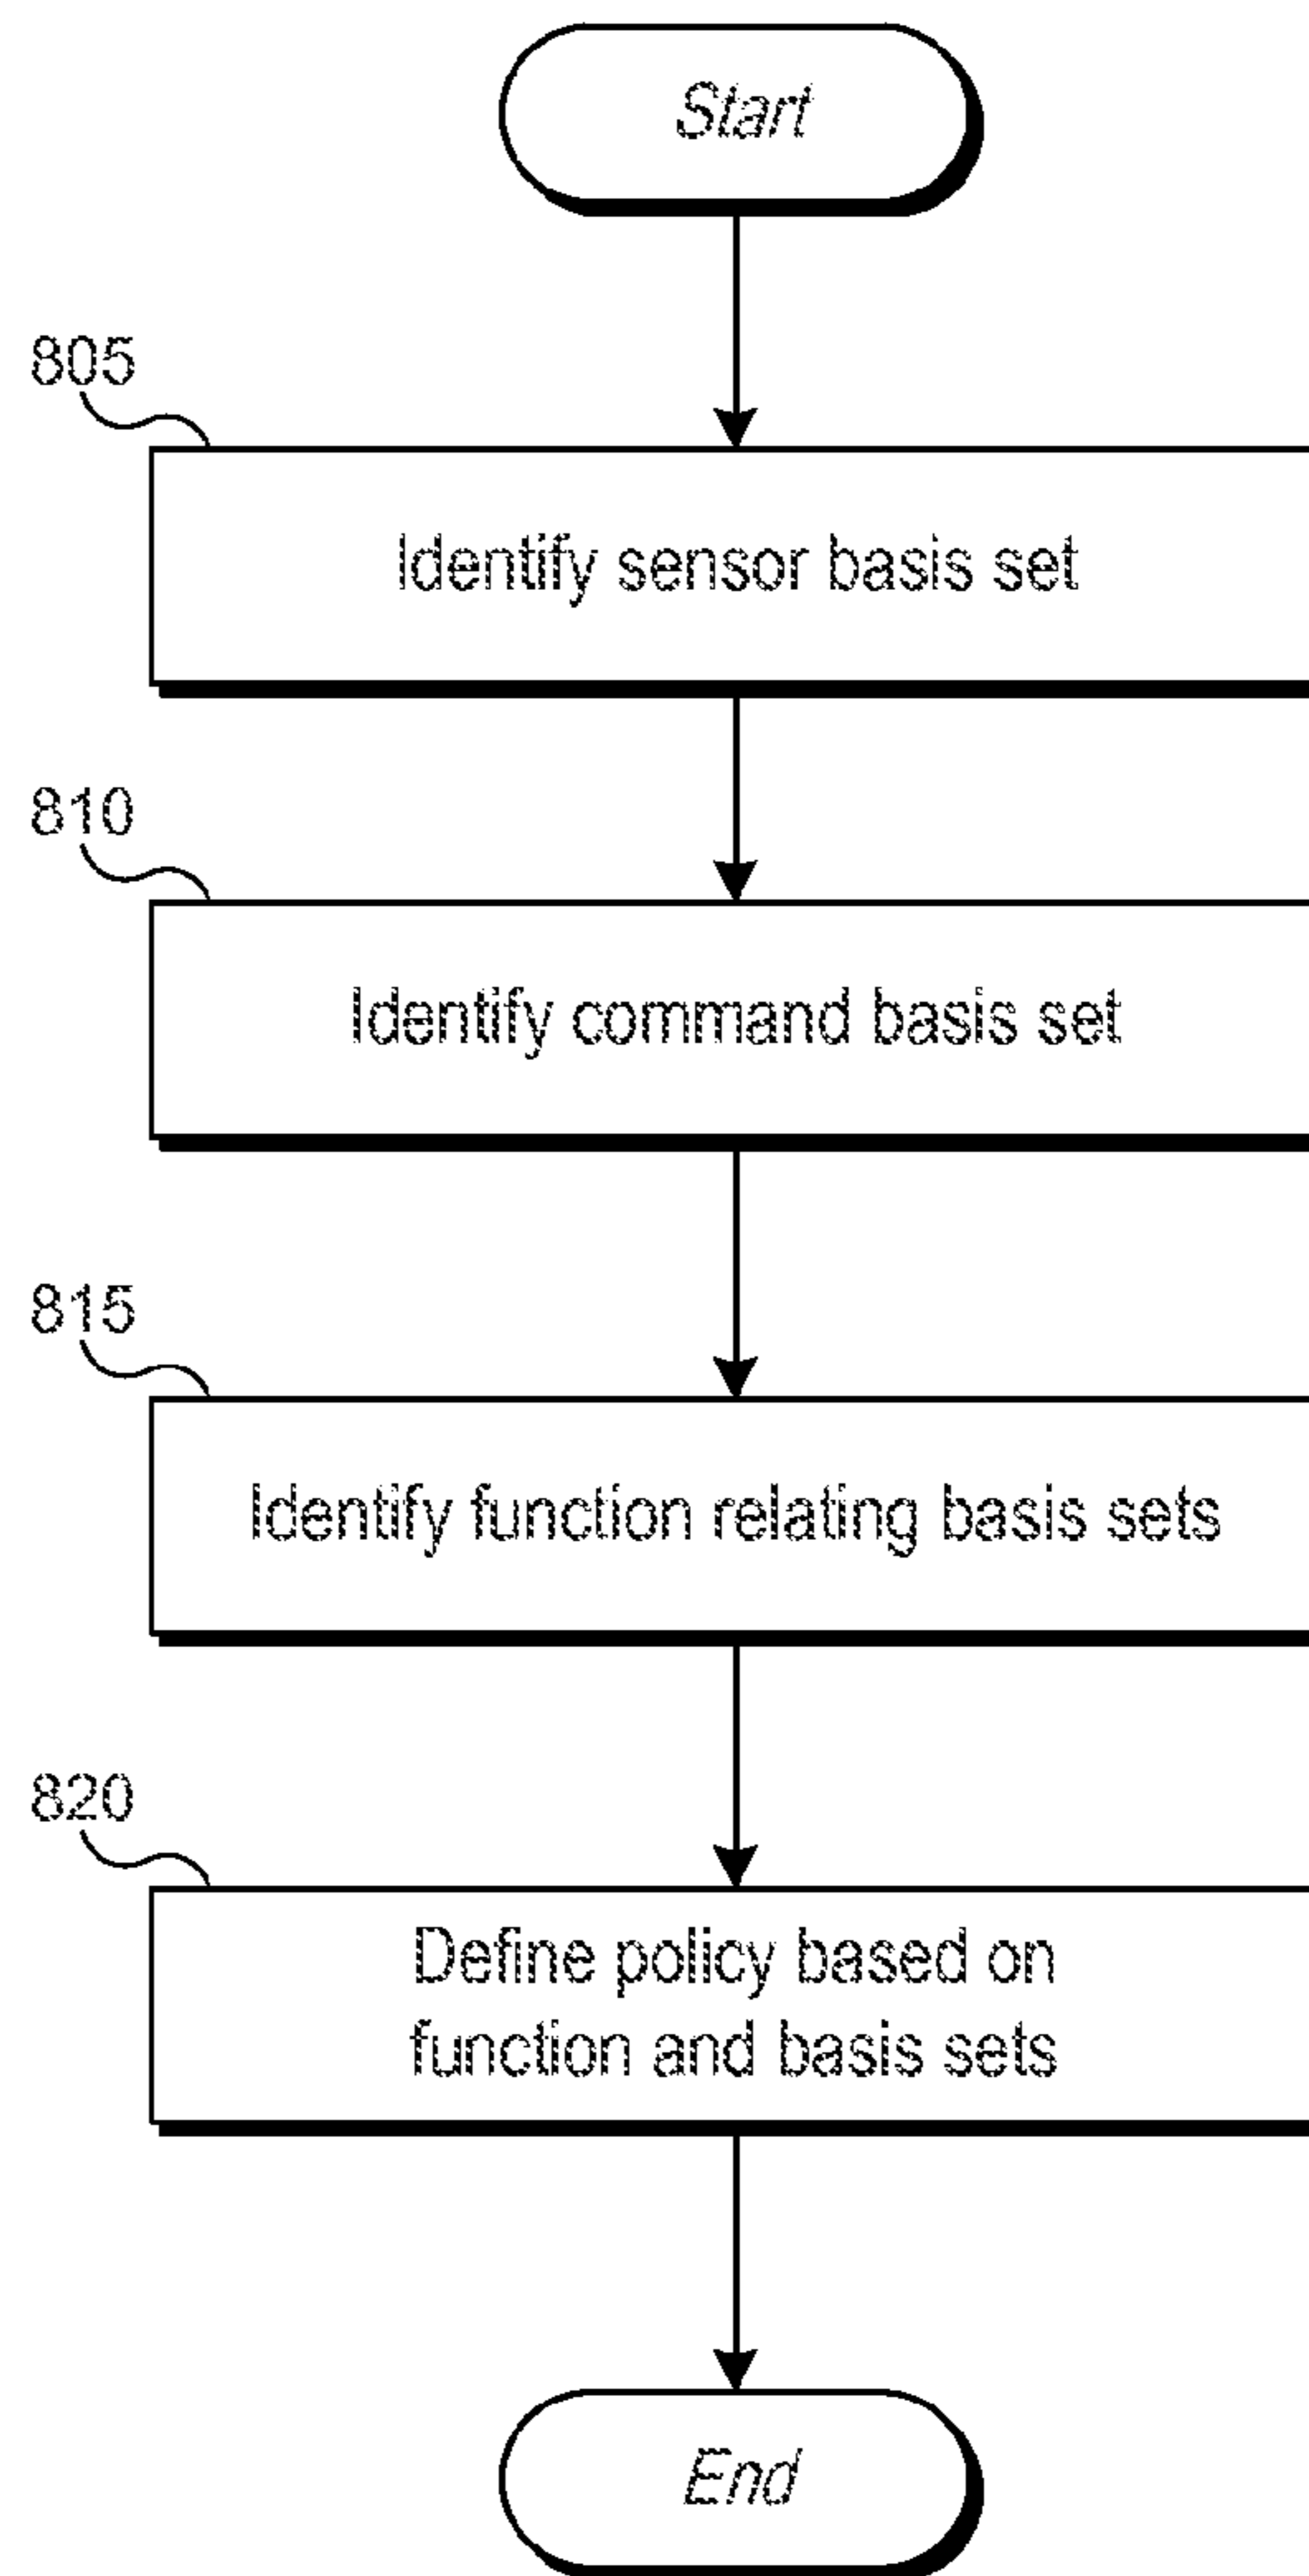 Start
805
Identify sensor basis set
810
Identify command basis set
815
Identify function relating basis sets
820
Define policy based on
function and basis sets
End